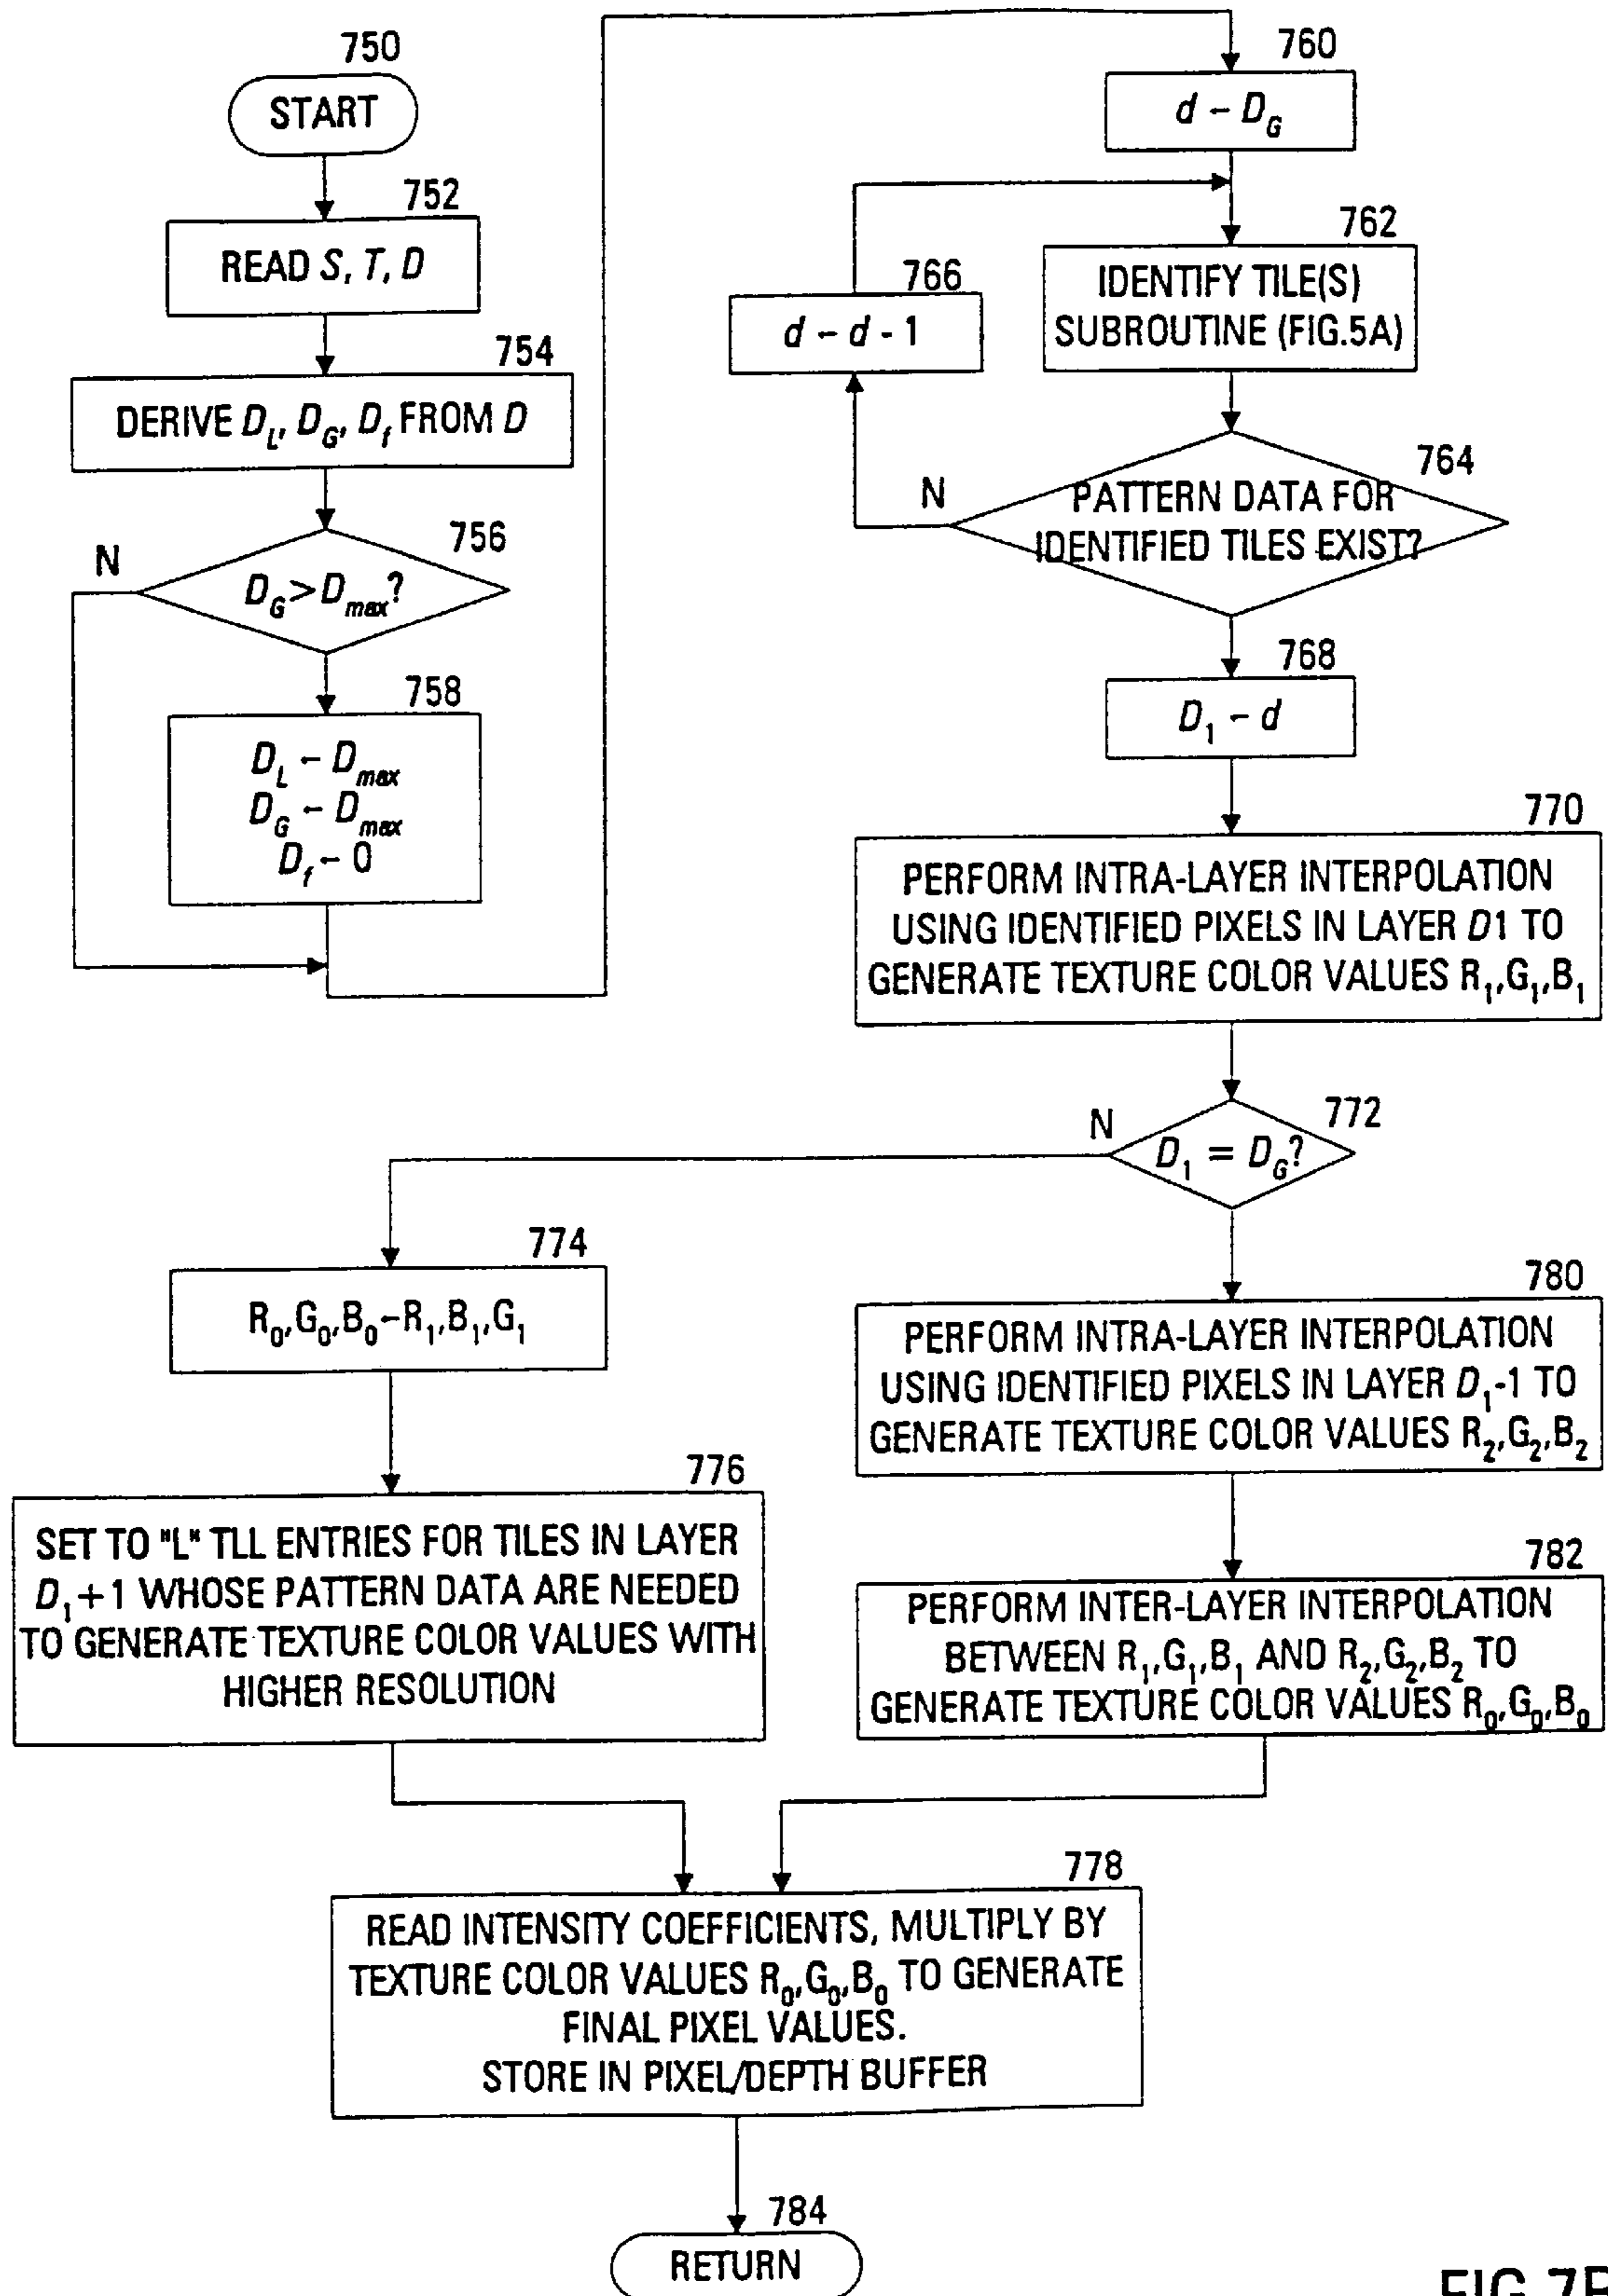 750
START
752
READ S, T, D
754
DERIVE D_L, D_G, D_f FROM D
756
N
D_G > D_max?
758
D_L ← D_max
D_G ← D_max
D_f ← 0
760
d ← D_G
762
IDENTIFY TILE(S)
SUBROUTINE (FIG.5A)
766
d ← d - 1
764
N
PATTERN DATA FOR
IDENTIFIED TILES EXIST?
768
D_1 ← d
770
PERFORM INTRA-LAYER INTERPOLATION
USING IDENTIFIED PIXELS IN LAYER D1 TO
GENERATE TEXTURE COLOR VALUES R_1,G_1,B_1
772
N
D_1 = D_G?
774
R_0,G_0,B_0←R_1,B_1,G_1
776
SET TO "L" TLL ENTRIES FOR TILES IN LAYER
D_1+1 WHOSE PATTERN DATA ARE NEEDED
TO GENERATE TEXTURE COLOR VALUES WITH
HIGHER RESOLUTION
780
PERFORM INTRA-LAYER INTERPOLATION
USING IDENTIFIED PIXELS IN LAYER D_1-1 TO
GENERATE TEXTURE COLOR VALUES R_2,G_2,B_2
782
PERFORM INTER-LAYER INTERPOLATION
BETWEEN R_1,G_1,B_1 AND R_2,G_2,B_2 TO
GENERATE TEXTURE COLOR VALUES R_0,G_0,B_0
778
READ INTENSITY COEFFICIENTS, MULTIPLY BY
TEXTURE COLOR VALUES R_0,G_0,B_0 TO GENERATE
FINAL PIXEL VALUES.
STORE IN PIXEL/DEPTH BUFFER
784
RETURN
FIG.7B